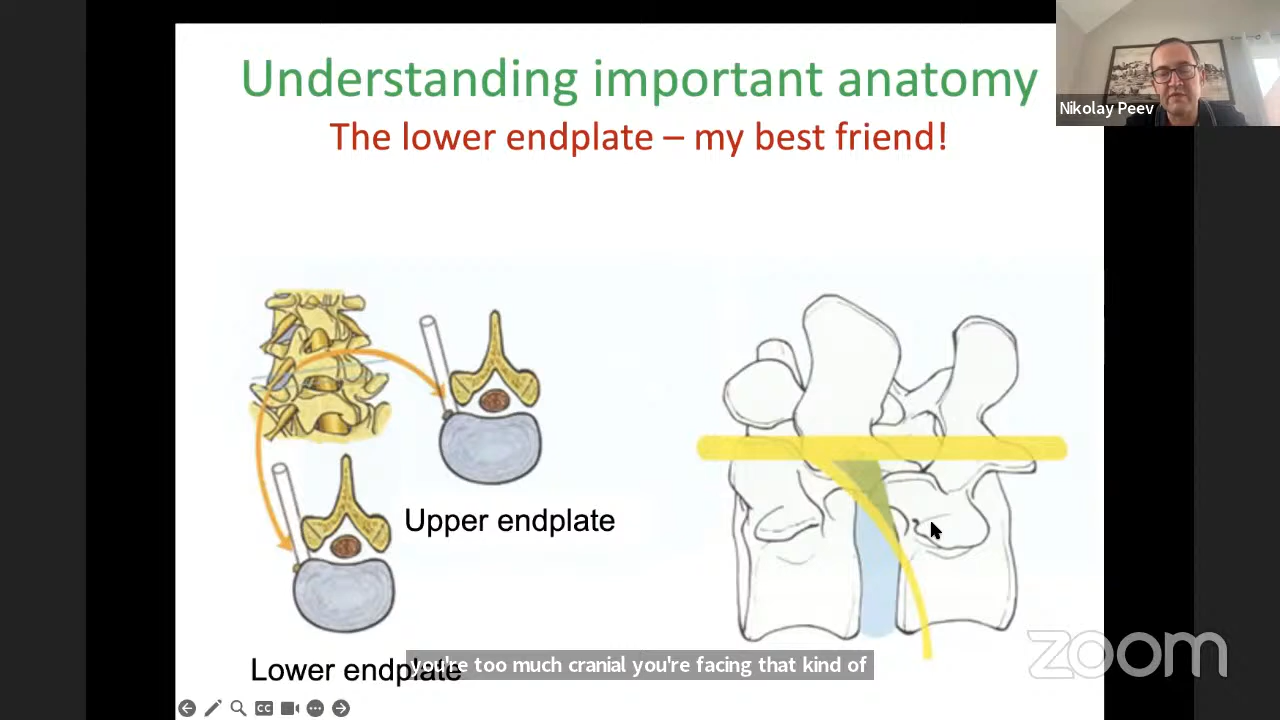 Understanding important anatomy
The lower endplate – my best friend!
Nikolay Peev
Upper endplate
Lower endplate
you're too much cranial you're facing that kind of
CC
zoom